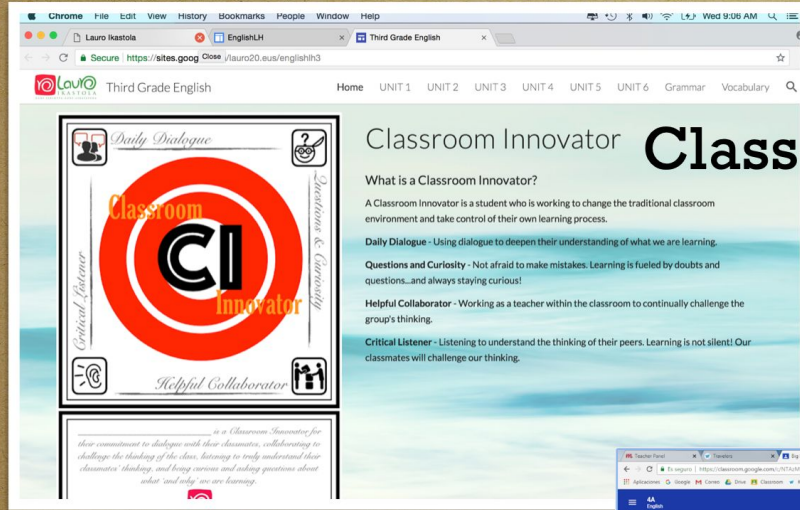 Chrome File Edit View History Bookmarks People Window Help
Wed 9:06 AM
Lauro Ikastola
EnglishLH
Third Grade English
Secure https://sites.goog
Close
/lauro20.eus/englishlh3
Lauro
IKASTOLA
Third Grade English
Home UNIT 1 UNIT 2 UNIT 3 UNIT 4 UNIT 5 UNIT 6 Grammar Vocabulary
Daily Dialogue
Questions & Curiosity
Critical Listener
Helpful Collaborator
Classroom
CI
Innovator
is a Classroom Innovator for
their commitment to dialogue with their classmates, collaborating to
challenge the thinking of the class, listening to truly understand their
classmates' thinking, and being curious and asking questions about
what 'and why' we are learning.
Classroom Innovator
Class
What is a Classroom Innovator?
A Classroom Innovator is a student who is working to change the traditional classroom
environment and take control of their own learning process.
Daily Dialogue - Using dialogue to deepen their understanding of what we are learning.
Questions and Curiosity - Not afraid to make mistakes. Learning is fueled by doubts and
questions...and always staying curious!
Helpful Collaborator - Working as a teacher within the classroom to continually challenge the
group's thinking.
Critical Listener - Listening to understand the thinking of their peers. Learning is not silent! Our
classmates will challenge our thinking.
Teacher Panel
Travelers
Es seguro https://classroom.google.com/c/
Aplicaciones Google Correo Drive Classroom
4A
English